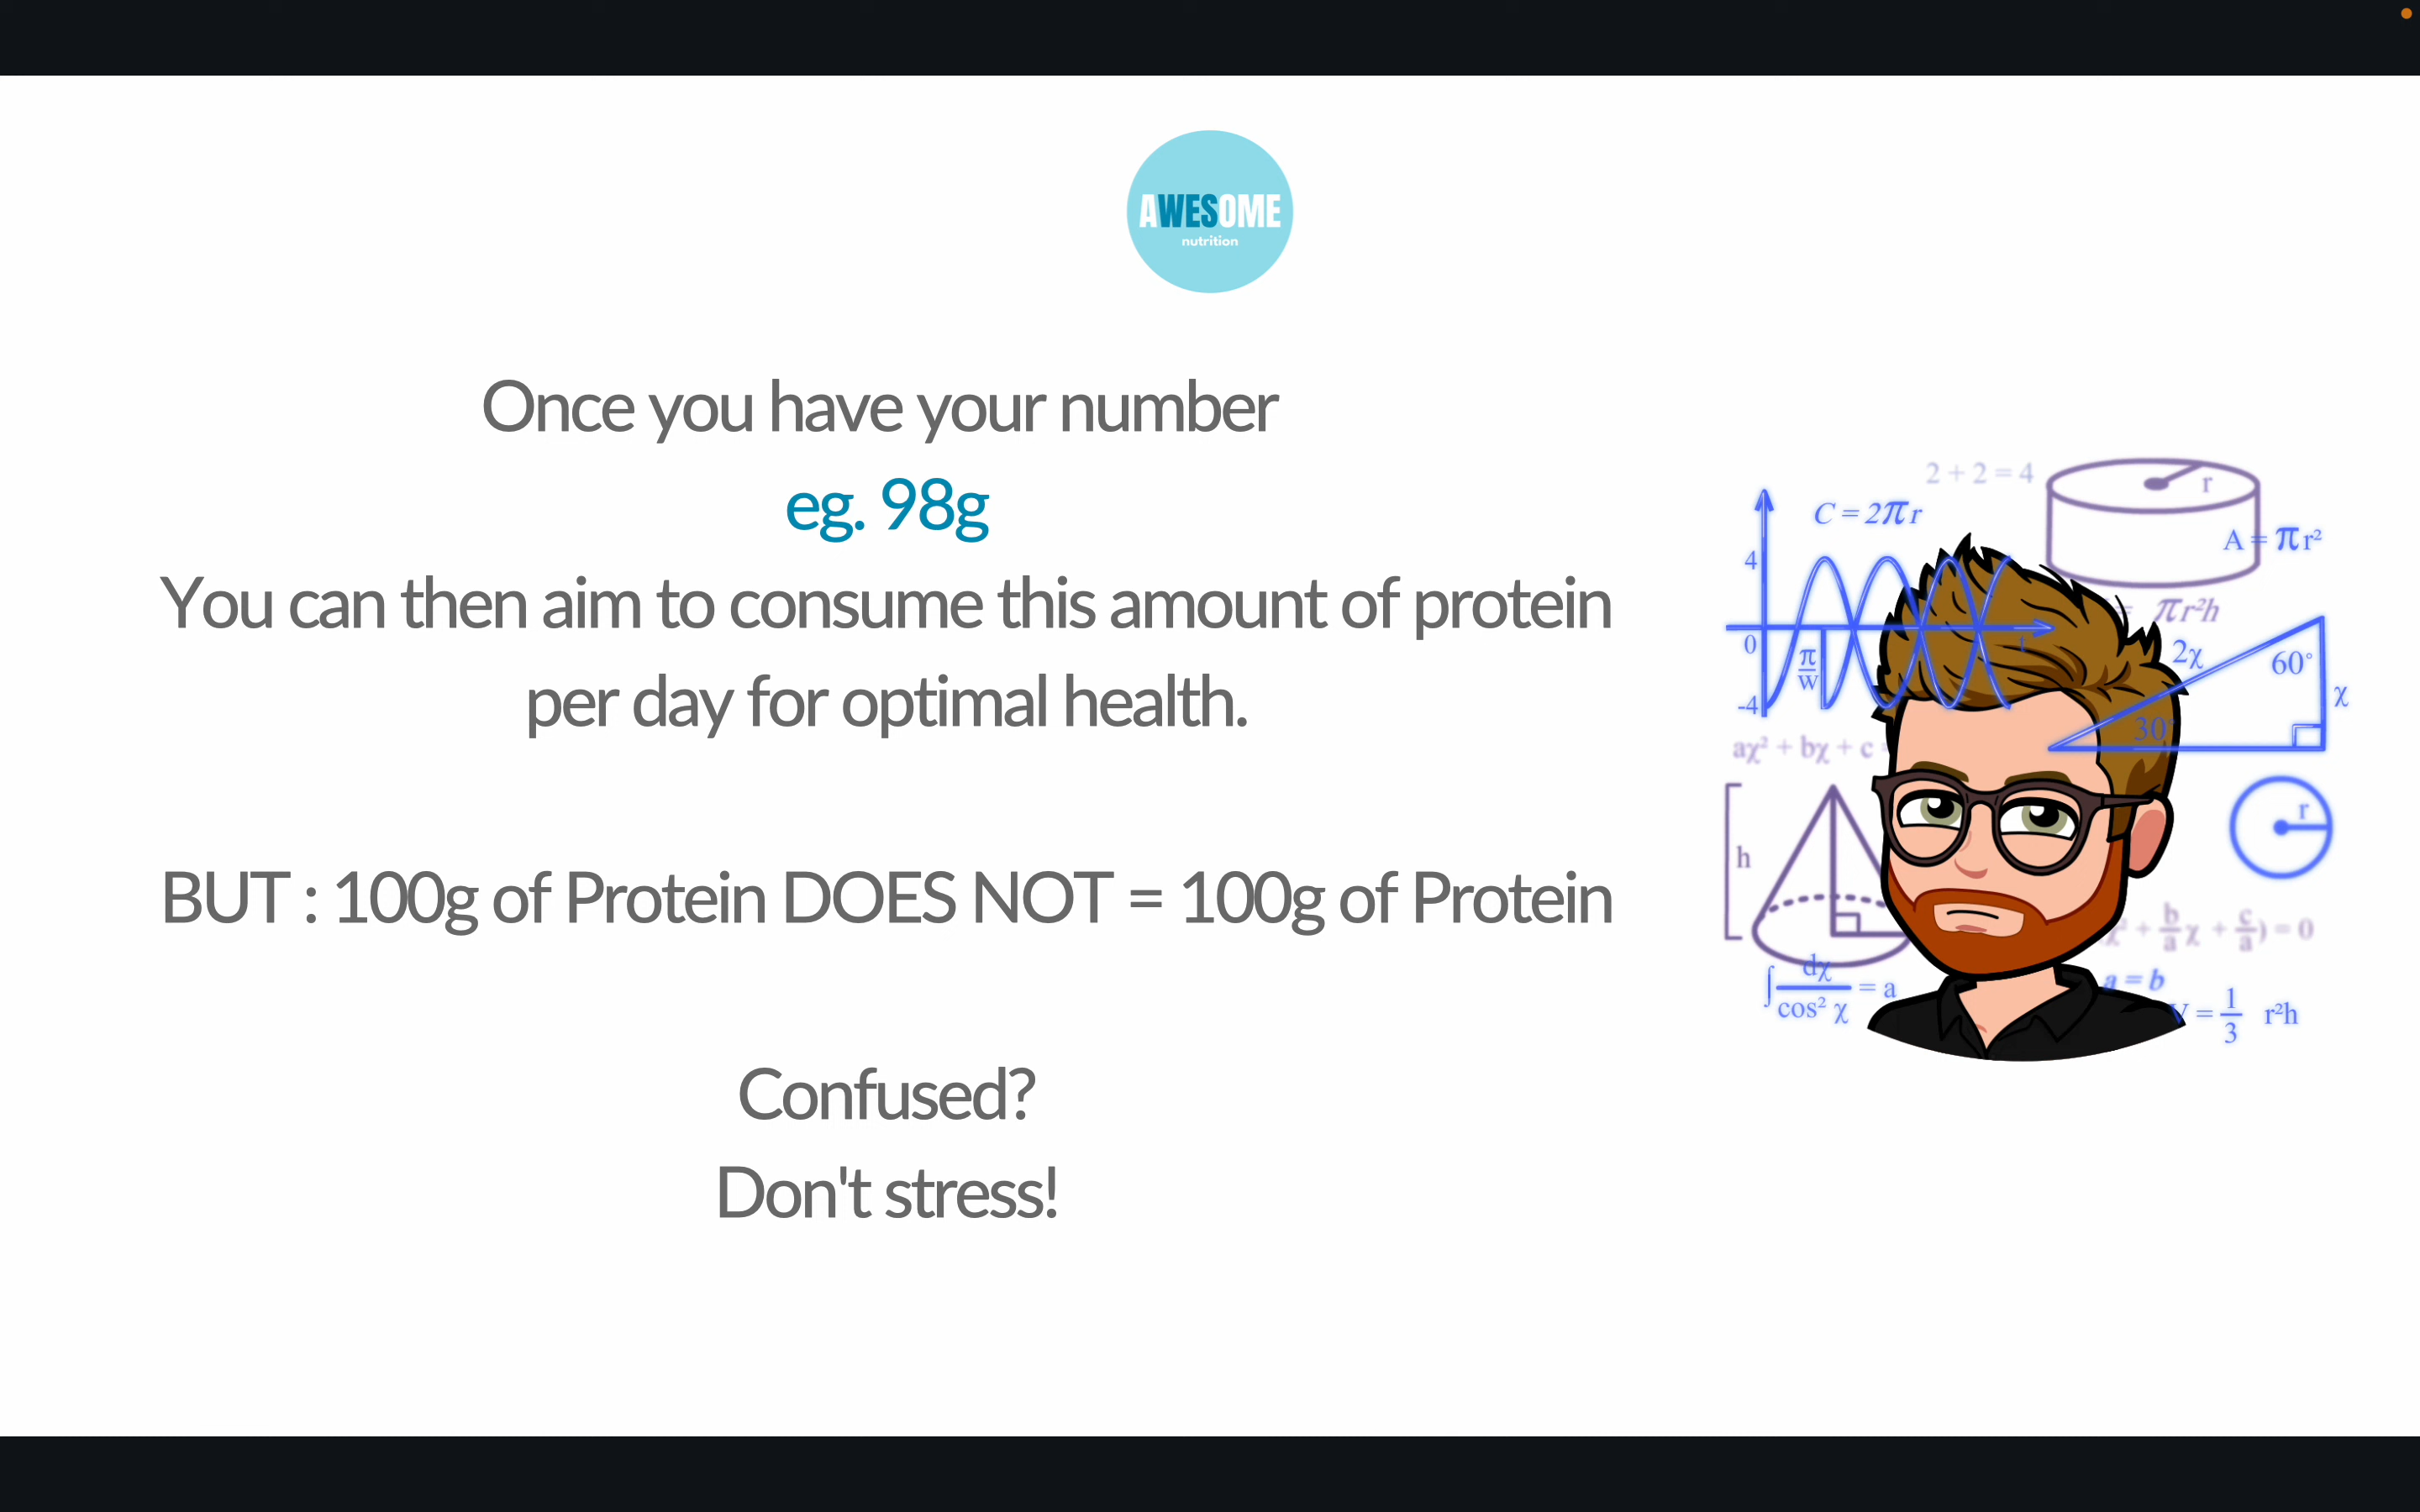 AWESOME
nutrition
Once you have your number
eg. 98g
You can then aim to consume this amount of protein
per day for optimal health.
BUT : 100g of Protein DOES NOT = 100g of Protein
Confused?
Don't stress!
2 + 2 = 4
r
C = 2πr
A = πr²
4
= πr²h
0
t
π
w
2χ
60°
χ
-4
30°
aχ² + bχ + c =
r
h
χ² + b/a χ + c/a) = 0
∫ dχ/cos² χ = a
a = b
V = 1/3 r²h